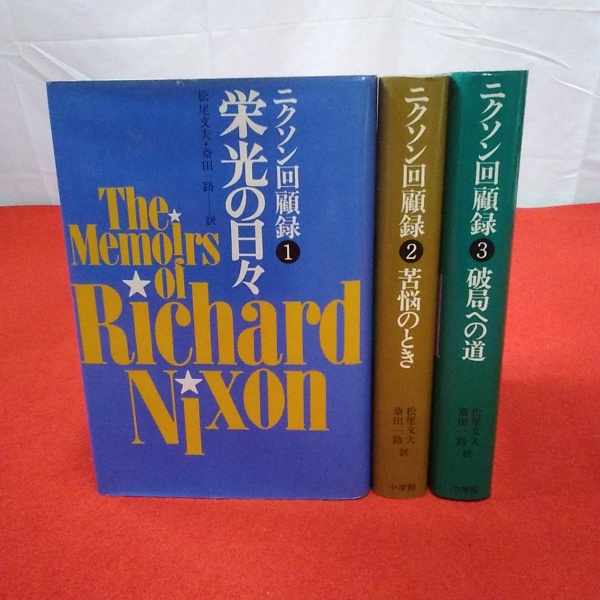 ニクソン回顧録 1
栄光の日々
松尾文夫・斎田一路——訳
The
Memoirs
of
Richard
Nixon
ニクソン回顧録 2 苦悩のとき
松尾文夫
斎田一路 訳
小学館
ニクソン回顧録 3 破局への道
松尾文夫
斎田一路 訳
小学館